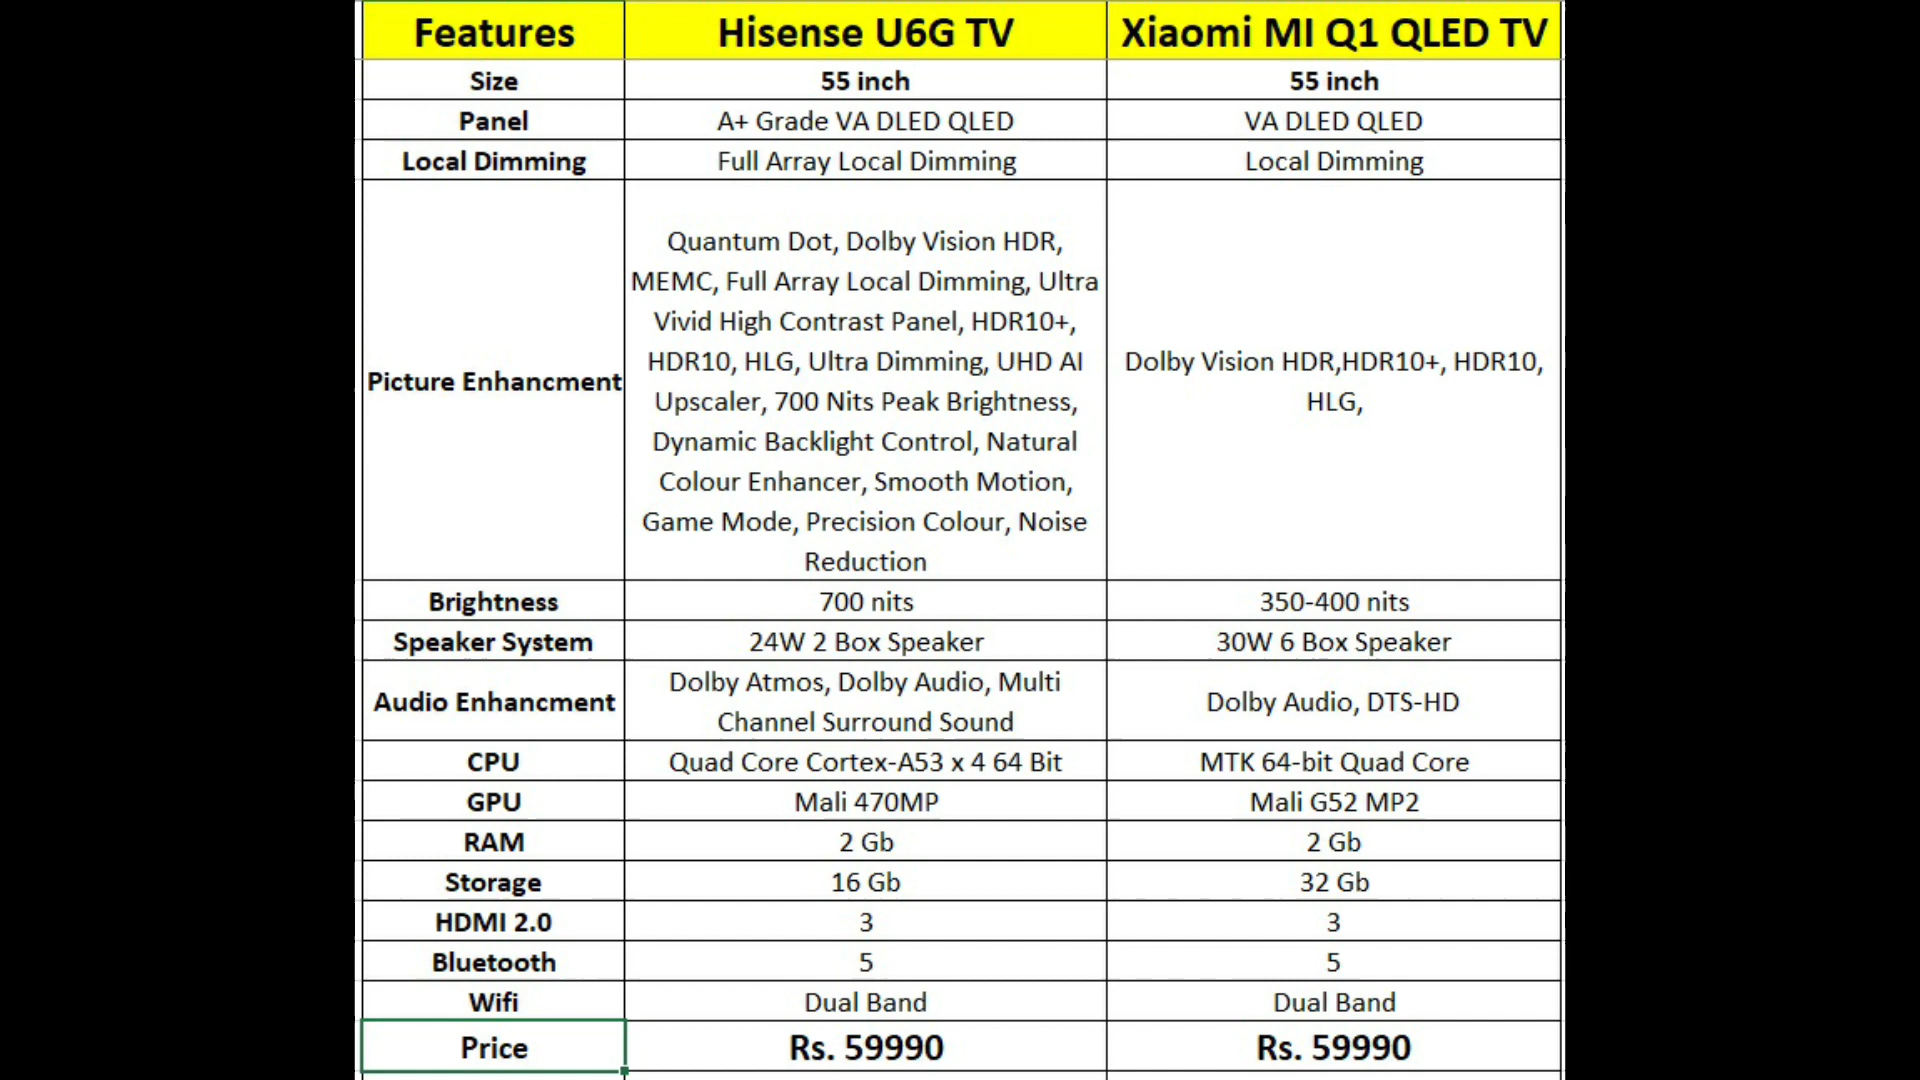 Features Hisense U6G TV Xiaomi MI Q1 QLED TV
Size 55 inch 55 inch
Panel A+ Grade VA DLED QLED VA DLED QLED
Local Dimming Full Array Local Dimming Local Dimming
Picture Enhancment
Quantum Dot, Dolby Vision HDR,
MEMC, Full Array Local Dimming, Ultra
Vivid High Contrast Panel, HDR10+,
HDR10, HLG, Ultra Dimming, UHD AI
Upscaler, 700 Nits Peak Brightness,
Dynamic Backlight Control, Natural
Colour Enhancer, Smooth Motion,
Game Mode, Precision Colour, Noise
Reduction
Dolby Vision HDR,HDR10+, HDR10,
HLG,
Brightness 700 nits 350-400 nits
Speaker System 24W 2 Box Speaker 30W 6 Box Speaker
Audio Enhancment
Dolby Atmos, Dolby Audio, Multi
Channel Surround Sound
Dolby Audio, DTS-HD
CPU Quad Core Cortex-A53 x 4 64 Bit MTK 64-bit Quad Core
GPU Mali 470MP Mali G52 MP2
RAM 2 Gb 2 Gb
Storage 16 Gb 32 Gb
HDMI 2.0 3 3
Bluetooth 5 5
Wifi Dual Band Dual Band
Price Rs. 59990 Rs. 59990